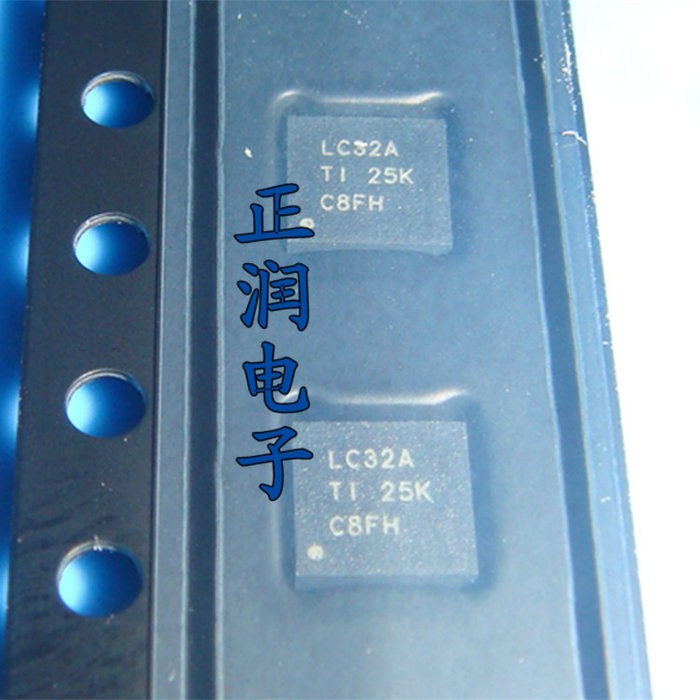 LC32A
TI 25K
C8FH
正润电子
LC32A
TI 25K
C8FH